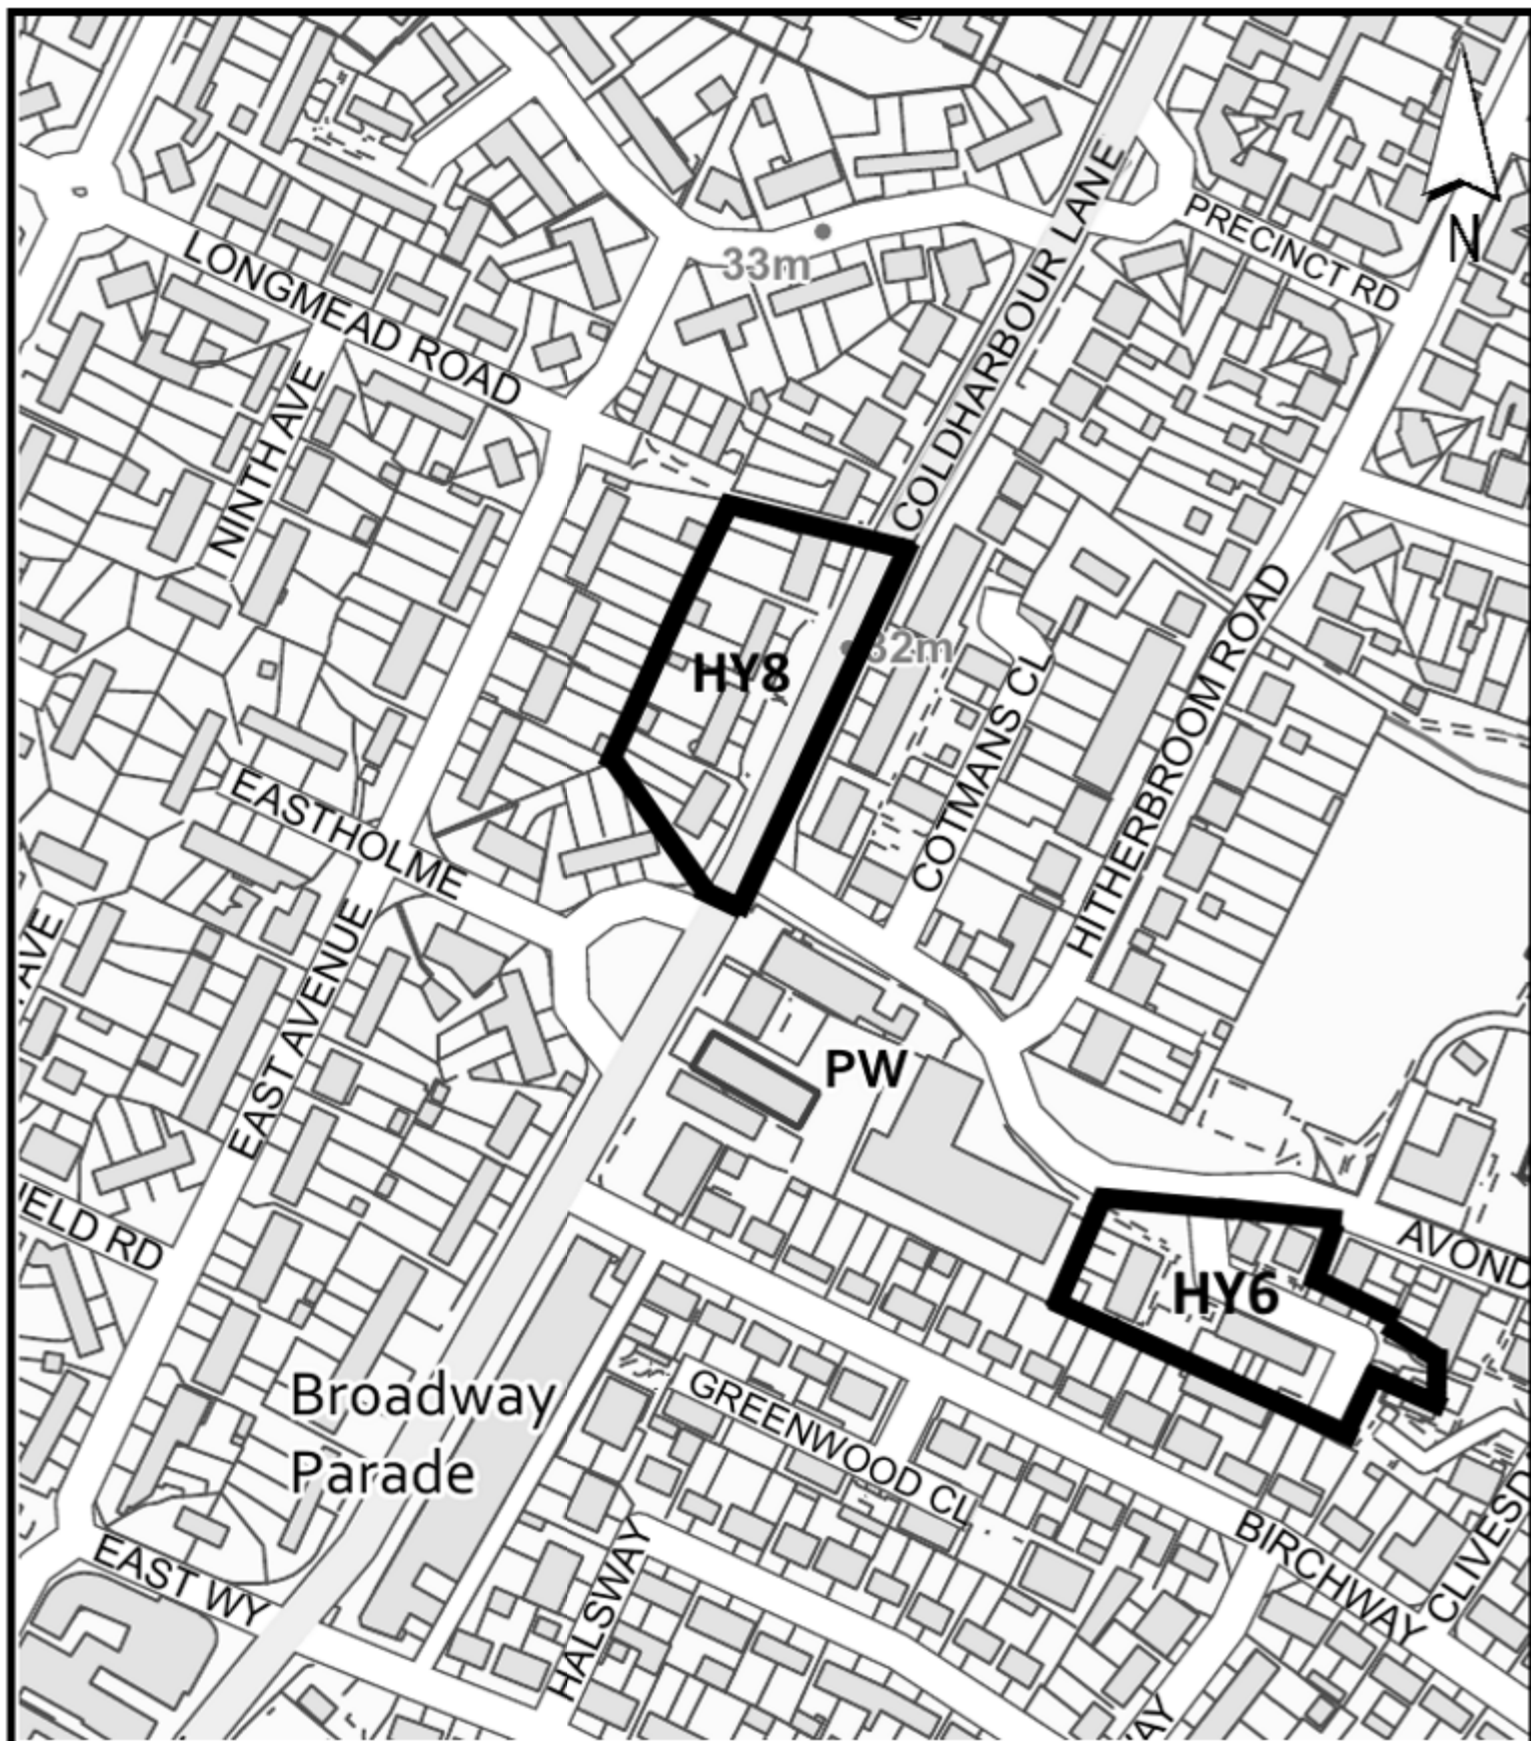 COLDHARBOUR LANE
PRECINCT RD
N
33m
LONGMEAD ROAD
NINTH AVE
HY8
32m
COTMANS CL
HITHERBROOM ROAD
EASTHOLME
EAST AVENUE
AVE
PW
IELD RD
HY6
AVOND
Broadway
Parade
GREENWOOD CL
BIRCHWAY
CLIVESD
EAST WY
HALSWAY
AY